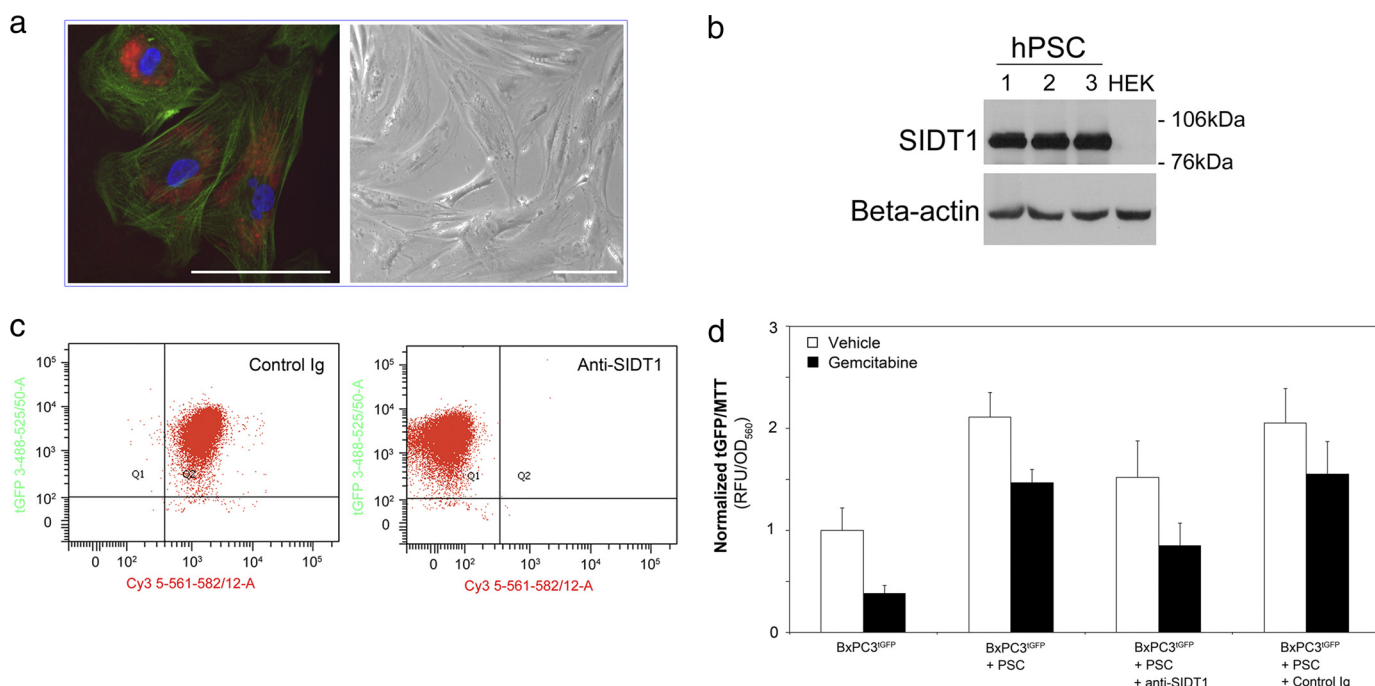 a
b
hPSC
1 2 3 HEK
SIDT1
- 106kDa
- 76kDa
Beta-actin
c
Control Ig
tGFP 3-488-525/50-A
10⁵
10⁴
10³
10²
0
Q1
Q2
0 10² 10³ 10⁴ 10⁵
Cy3 5-561-582/12-A
Anti-SIDT1
tGFP 3-488-525/50-A
10⁵
10⁴
10³
10²
0
Q1
Q2
0 10² 10³ 10⁴ 10⁵
Cy3 5-561-582/12-A
d
Normalized tGFP/MTT
(RFU/OD₅₆₀)
3
2
1
0
Vehicle
Gemcitabine
BxPC3ᵗᴳᶠᴾ
BxPC3ᵗᴳᶠᴾ
+ PSC
BxPC3ᵗᴳᶠᴾ
+ PSC
+ anti-SIDT1
BxPC3ᵗᴳᶠᴾ
+ PSC
+ Control Ig